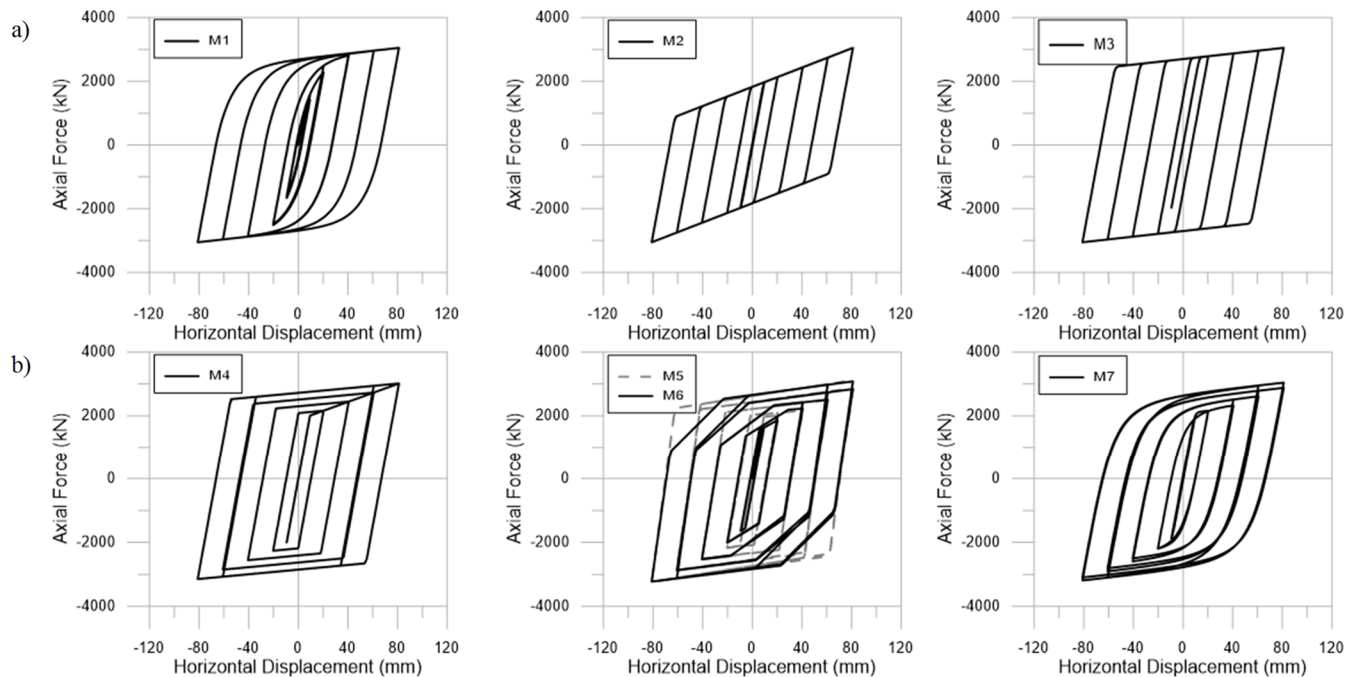 a)
4000
2000
0
-2000
4000
Axial Force (kN)
M1
-120 -80 -40 0 40 80 120
Horizontal Displacement (mm)
4000
2000
0
-2000
-4000
Axial Force (kN)
M2
-120 -80 -40 0 40 80 120
Horizontal Displacement (mm)
4000
2000
0
-2000
-4000
Axial Force (kN)
M3
-120 -80 -40 0 40 80 120
Horizontal Displacement (mm)
b)
4000
2000
0
-2000
-4000
Axial Force (kN)
M4
-120 -80 -40 0 40 80 120
Horizontal Displacement (mm)
4000
2000
0
-2000
-4000
Axial Force (kN)
M5
M6
-120 -80 -40 0 40 80 120
Horizontal Displacement (mm)
4000
2000
0
-2000
-4000
Axial Force (kN)
M7
-120 -80 -40 0 40 80 120
Horizontal Displacement (mm)